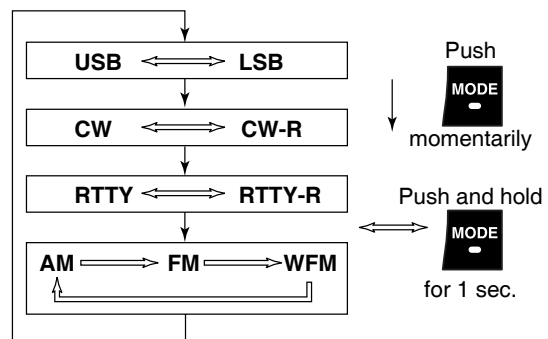 USB LSB
CW CW-R
RTTY RTTY-R
AM FM WFM
Push
MODE
momentarily
Push and hold
MODE
for 1 sec.